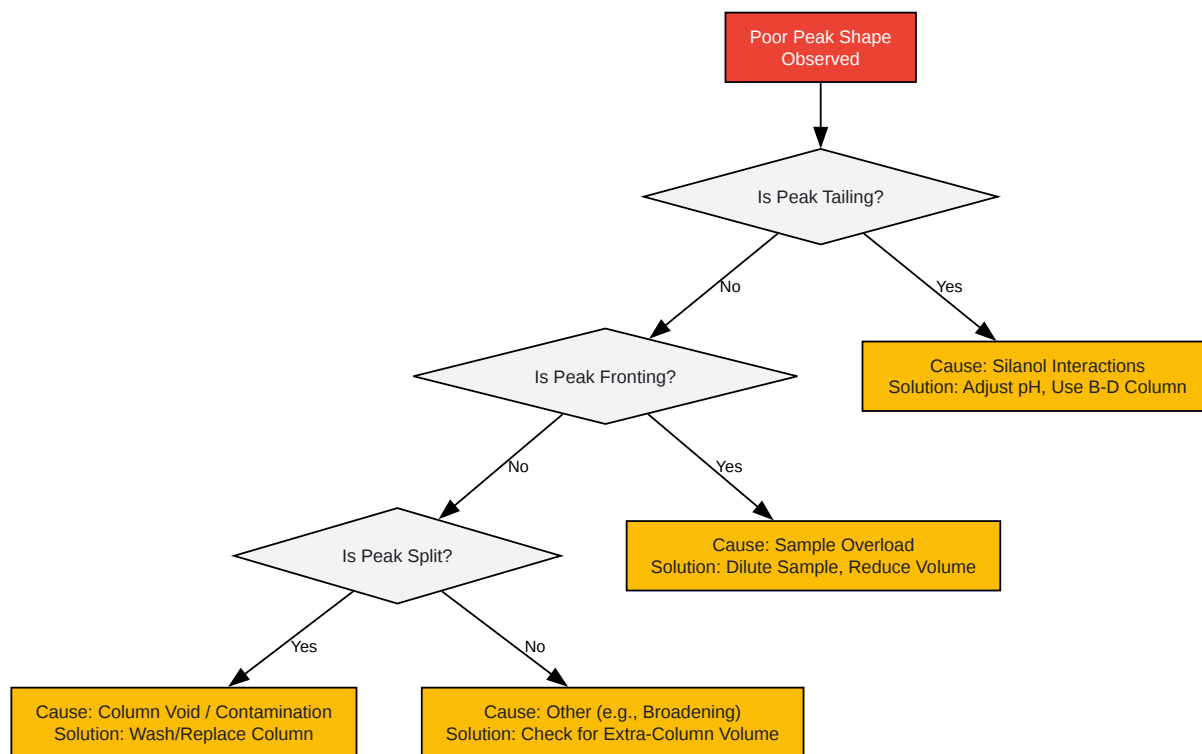 Poor Peak Shape
Observed
Is Peak Tailing?
No
Yes
Is Peak Fronting?
Cause: Silanol Interactions
Solution: Adjust pH, Use B-D Column
No
Yes
Is Peak Split?
Cause: Sample Overload
Solution: Dilute Sample, Reduce Volume
Yes
No
Cause: Column Void / Contamination
Solution: Wash/Replace Column
Cause: Other (e.g., Broadening)
Solution: Check for Extra-Column Volume